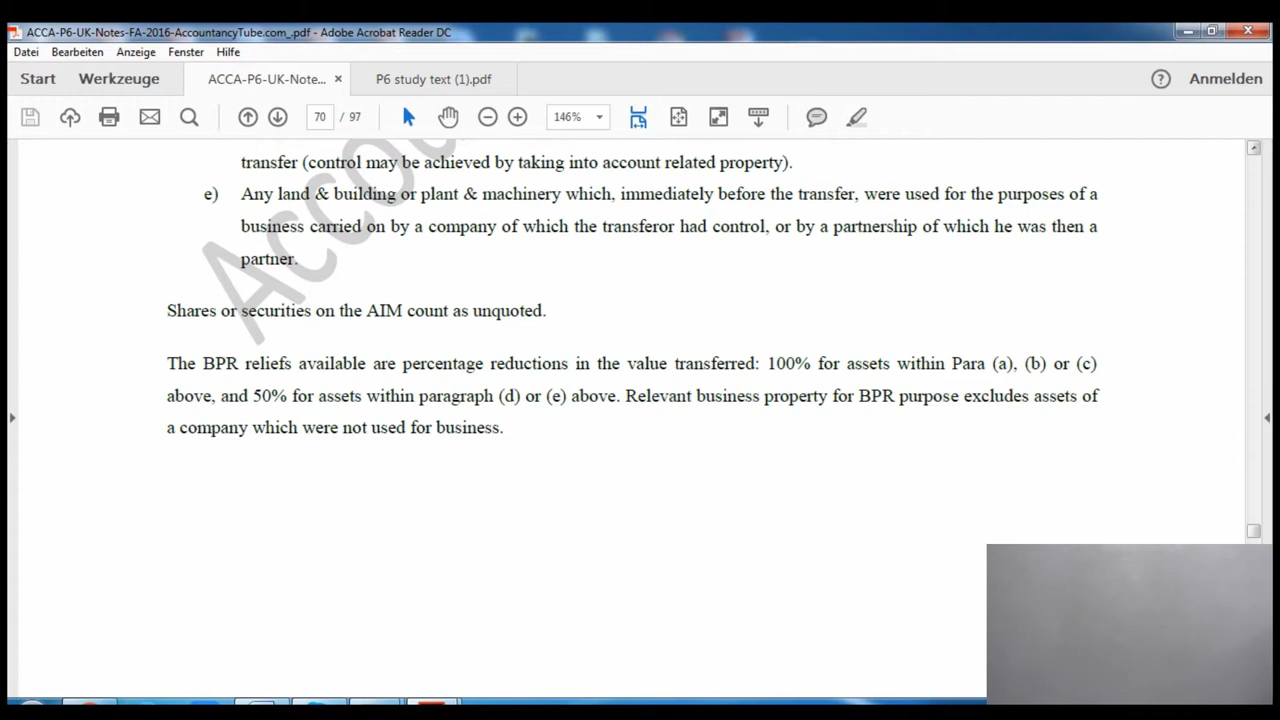 ACCA-P6-UK-Notes-FA-2016-AccountancyTube.com_.pdf - Adobe Acrobat Reader DC
Datei Bearbeiten Anzeige Fenster Hilfe
Start Werkzeuge ACCA-P6-UK-Note... × P6 study text (1).pdf ? Anmelden
70 / 97 146%
transfer (control may be achieved by taking into account related property).
e) Any land & building or plant & machinery which, immediately before the transfer, were used for the purposes of a
business carried on by a company of which the transferor had control, or by a partnership of which he was then a
partner.
Shares or securities on the AIM count as unquoted.
The BPR reliefs available are percentage reductions in the value transferred: 100% for assets within Para (a), (b) or (c)
above, and 50% for assets within paragraph (d) or (e) above. Relevant business property for BPR purpose excludes assets of
a company which were not used for business.